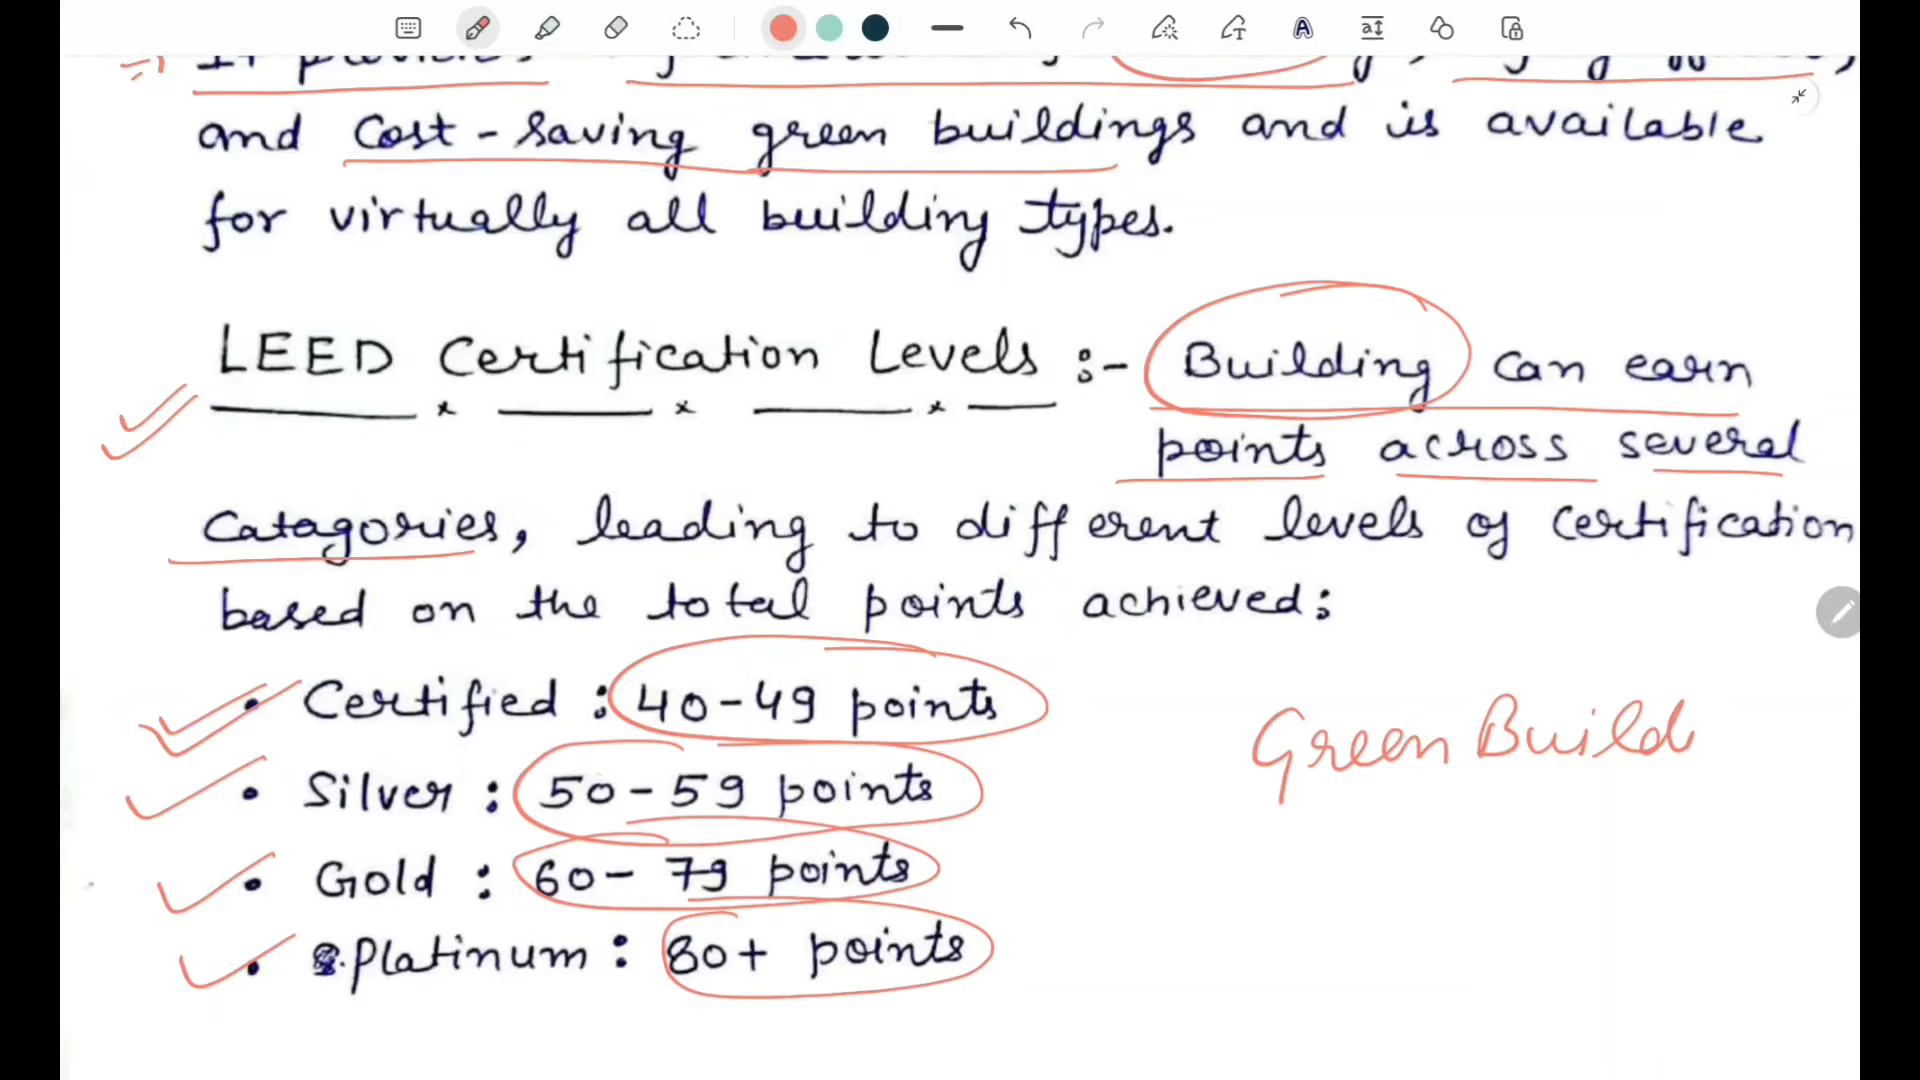 It
and Cost-saving green buildings and is available
for virtually all building types.
LEED Certification Levels :- Building can earn
points across several
Catagories, leading to different levels of certification
based on the total points achieved:
• Certified : 40-49 points
• Silver : 50-59 points
• Gold : 60-79 points
• Platinum : 80+ points
Green Build